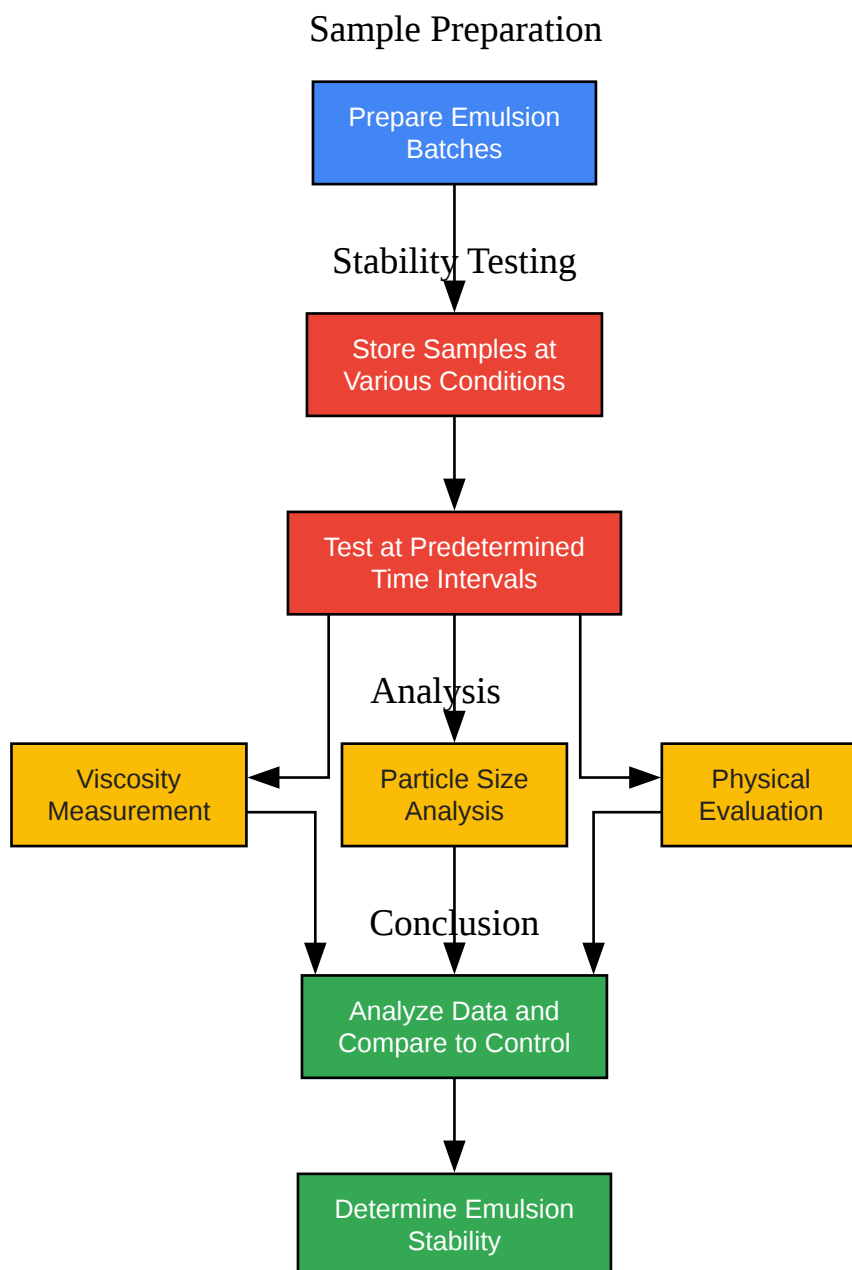 Sample Preparation
Prepare Emulsion
Batches
Stability Testing
Store Samples at
Various Conditions
Test at Predetermined
Time Intervals
Analysis
Viscosity
Measurement
Particle Size
Analysis
Physical
Evaluation
Conclusion
Analyze Data and
Compare to Control
Determine Emulsion
Stability